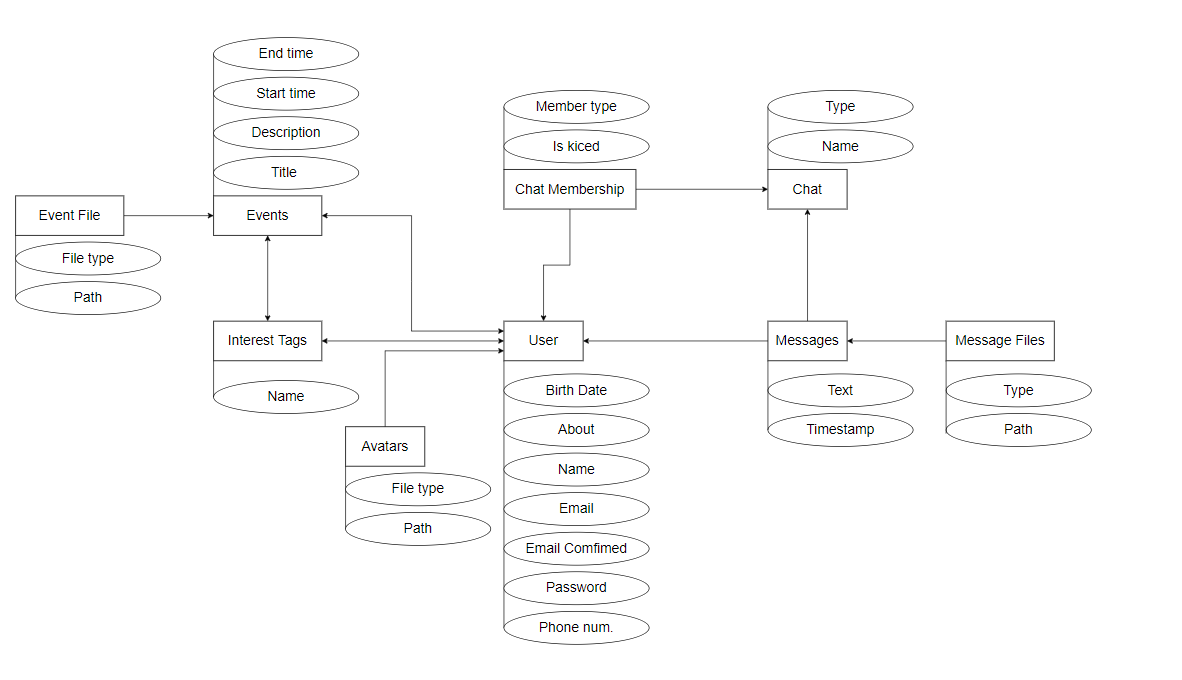 End time
Start time
Description
Title
Events
Event File
File type
Path
Interest Tags
Name
Avatars
File type
Path
Member type
Is kiced
Chat Membership
User
Birth Date
About
Name
Email
Email Comfimed
Password
Phone num.
Type
Name
Chat
Messages
Text
Timestamp
Message Files
Type
Path